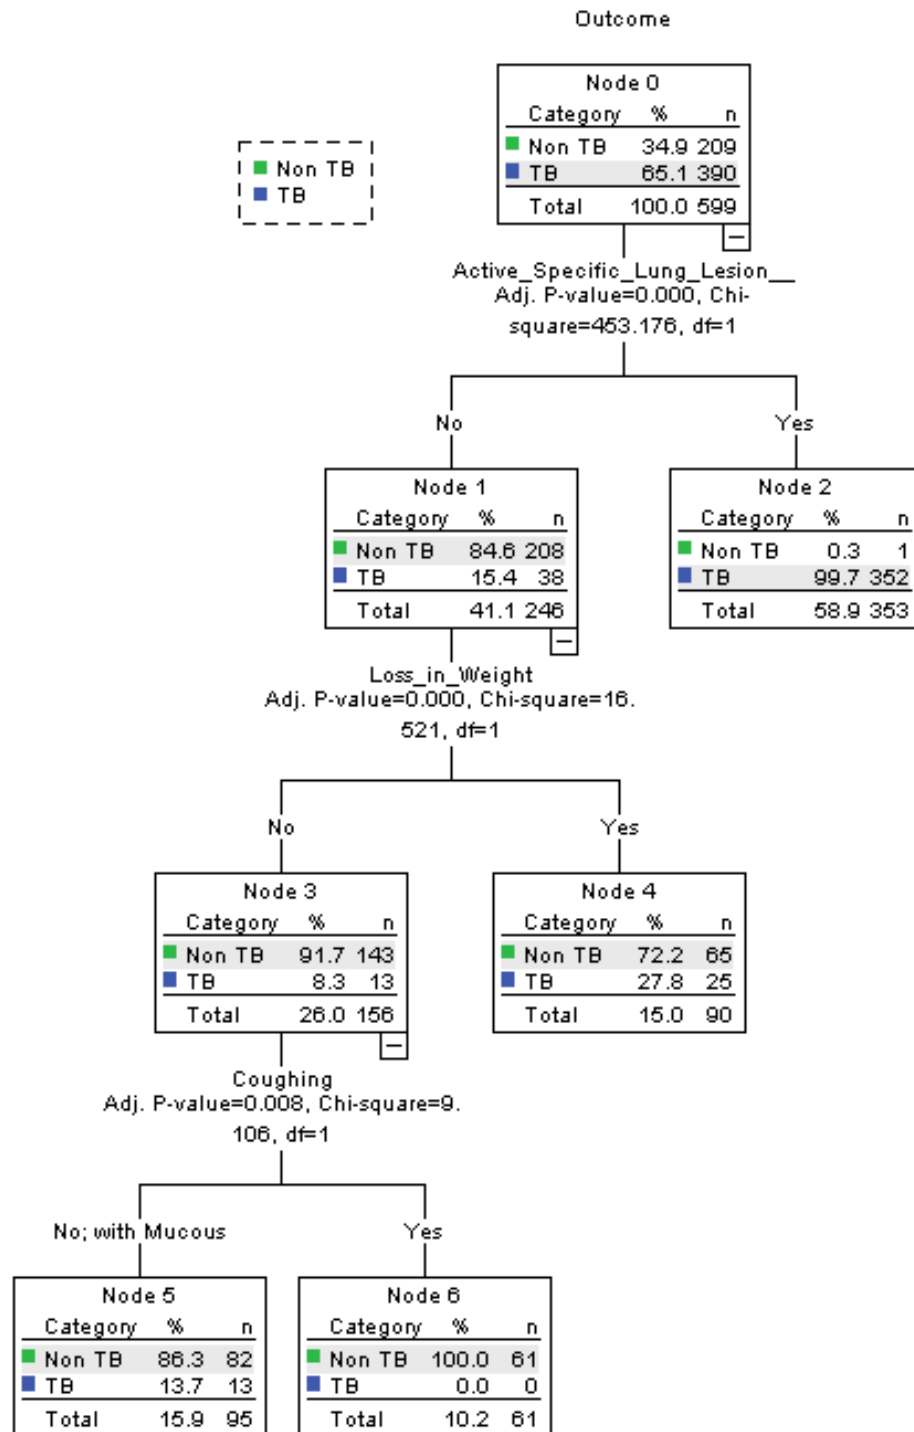 Outcome
Non TB
TB
Node 0
Category % n
Non TB 34.9 209
TB 65.1 390
Total 100.0 599
Active_Specific_Lung_Lesion__
Adj. P-value=0.000, Chi-
square=453.176, df=1
No
Yes
Node 1
Category % n
Non TB 84.6 208
TB 15.4 38
Total 41.1 246
Node 2
Category % n
Non TB 0.3 1
TB 99.7 352
Total 58.9 353
Loss_in_Weight
Adj. P-value=0.000, Chi-square=16.
521, df=1
No
Yes
Node 3
Category % n
Non TB 91.7 143
TB 8.3 13
Total 26.0 156
Node 4
Category % n
Non TB 72.2 65
TB 27.8 25
Total 15.0 90
Coughing
Adj. P-value=0.008, Chi-square=9.
106, df=1
No; with Mucous
Yes
Node 5
Category % n
Non TB 86.3 82
TB 13.7 13
Total 15.9 95
Node 6
Category % n
Non TB 100.0 61
TB 0.0 0
Total 10.2 61